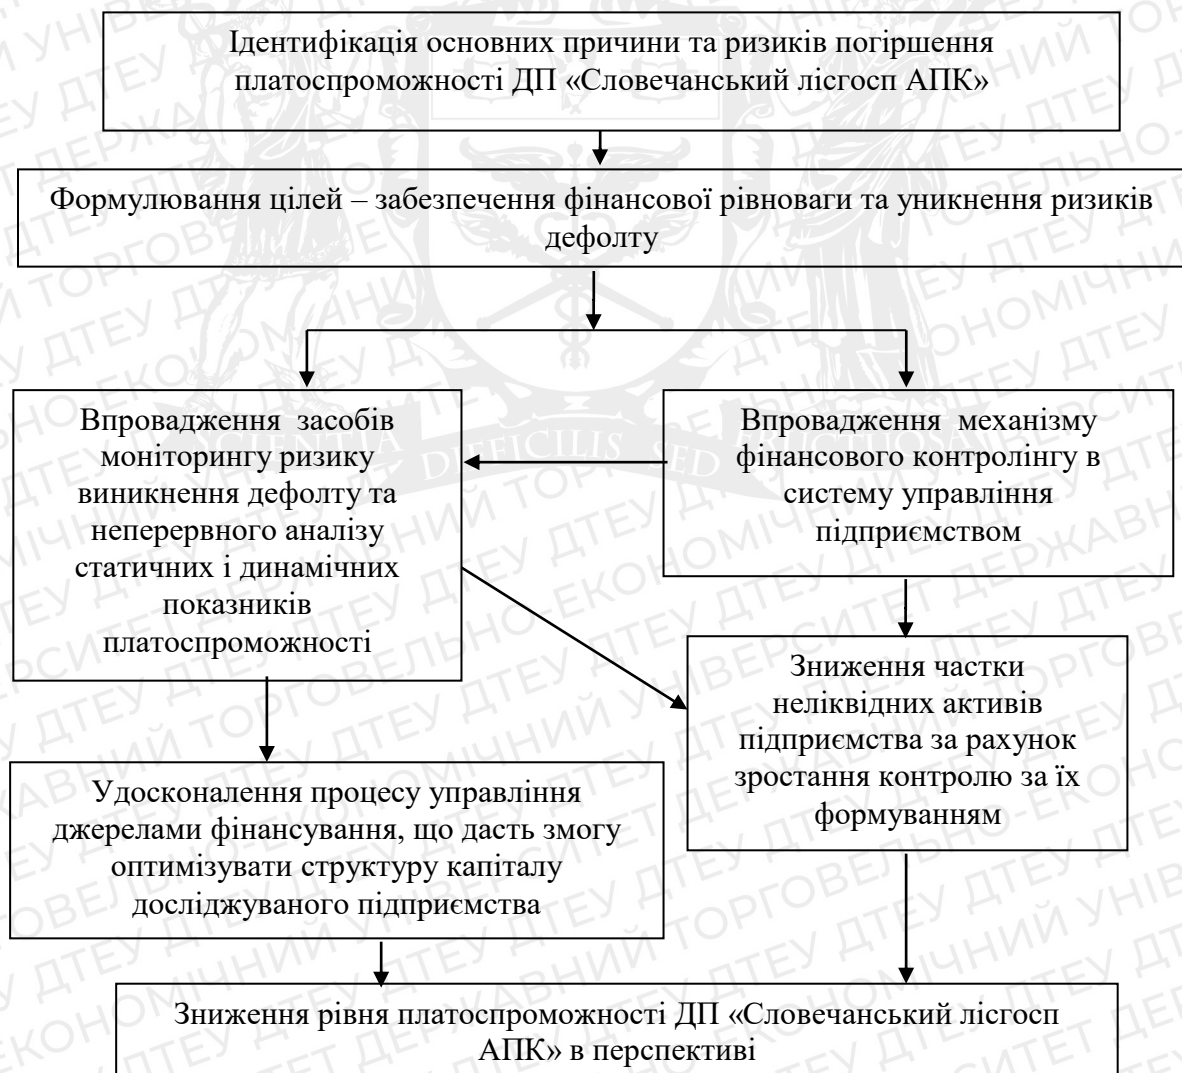 Ідентифікація основних причини та ризиків погіршення
платоспроможності ДП «Словечанський лісгосп АПК»
Формулювання цілей – забезпечення фінансової рівноваги та уникнення ризиків
дефолту
Впровадження засобів
моніторингу ризику
виникнення дефолту та
неперервного аналізу
статичних і динамічних
показників
платоспроможності
Впровадження механізму
фінансового контролінгу в
систему управління
підприємством
Зниження частки
неліквідних активів
підприємства за рахунок
зростання контролю за їх
формуванням
Удосконалення процесу управління
джерелами фінансування, що дасть змогу
оптимізувати структуру капіталу
досліджуваного підприємства
Зниження рівня платоспроможності ДП «Словечанський лісгосп
АПК» в перспективі